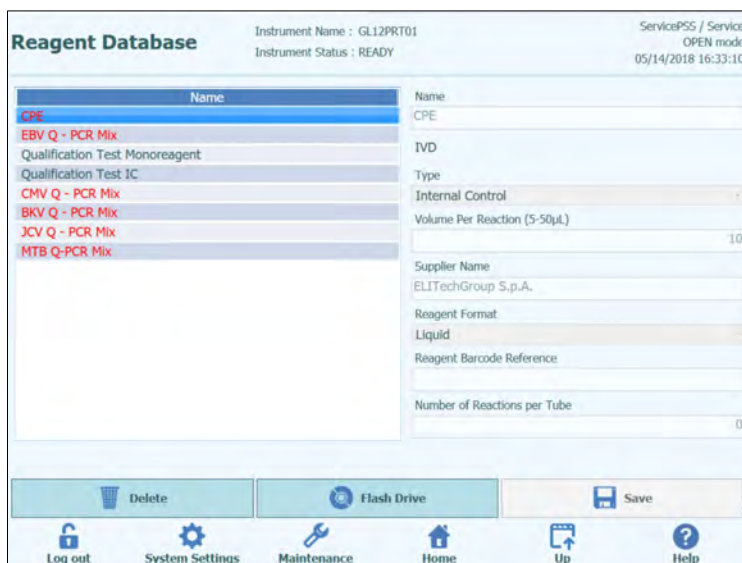 Reagent Database
Instrument Name : GL12PRT01
Instrument Status : READY
ServicePSS / Service
OPEN mode
05/14/2018 16:33:10
Name
CPE
EBV Q - PCR Mix
Qualification Test Monoreagent
Qualification Test IC
CMV Q - PCR Mix
BKV Q - PCR Mix
JCV Q - PCR Mix
MTB Q-PCR Mix
Name
CPE
IVD
Type
Internal Control
Volume Per Reaction (5-50µL)
10
Supplier Name
ELITechGroup S.p.A.
Reagent Format
Liquid
Reagent Barcode Reference
Number of Reactions per Tube
0
Delete
Flash Drive
Save
Log out
System Settings
Maintenance
Home
Up
Help